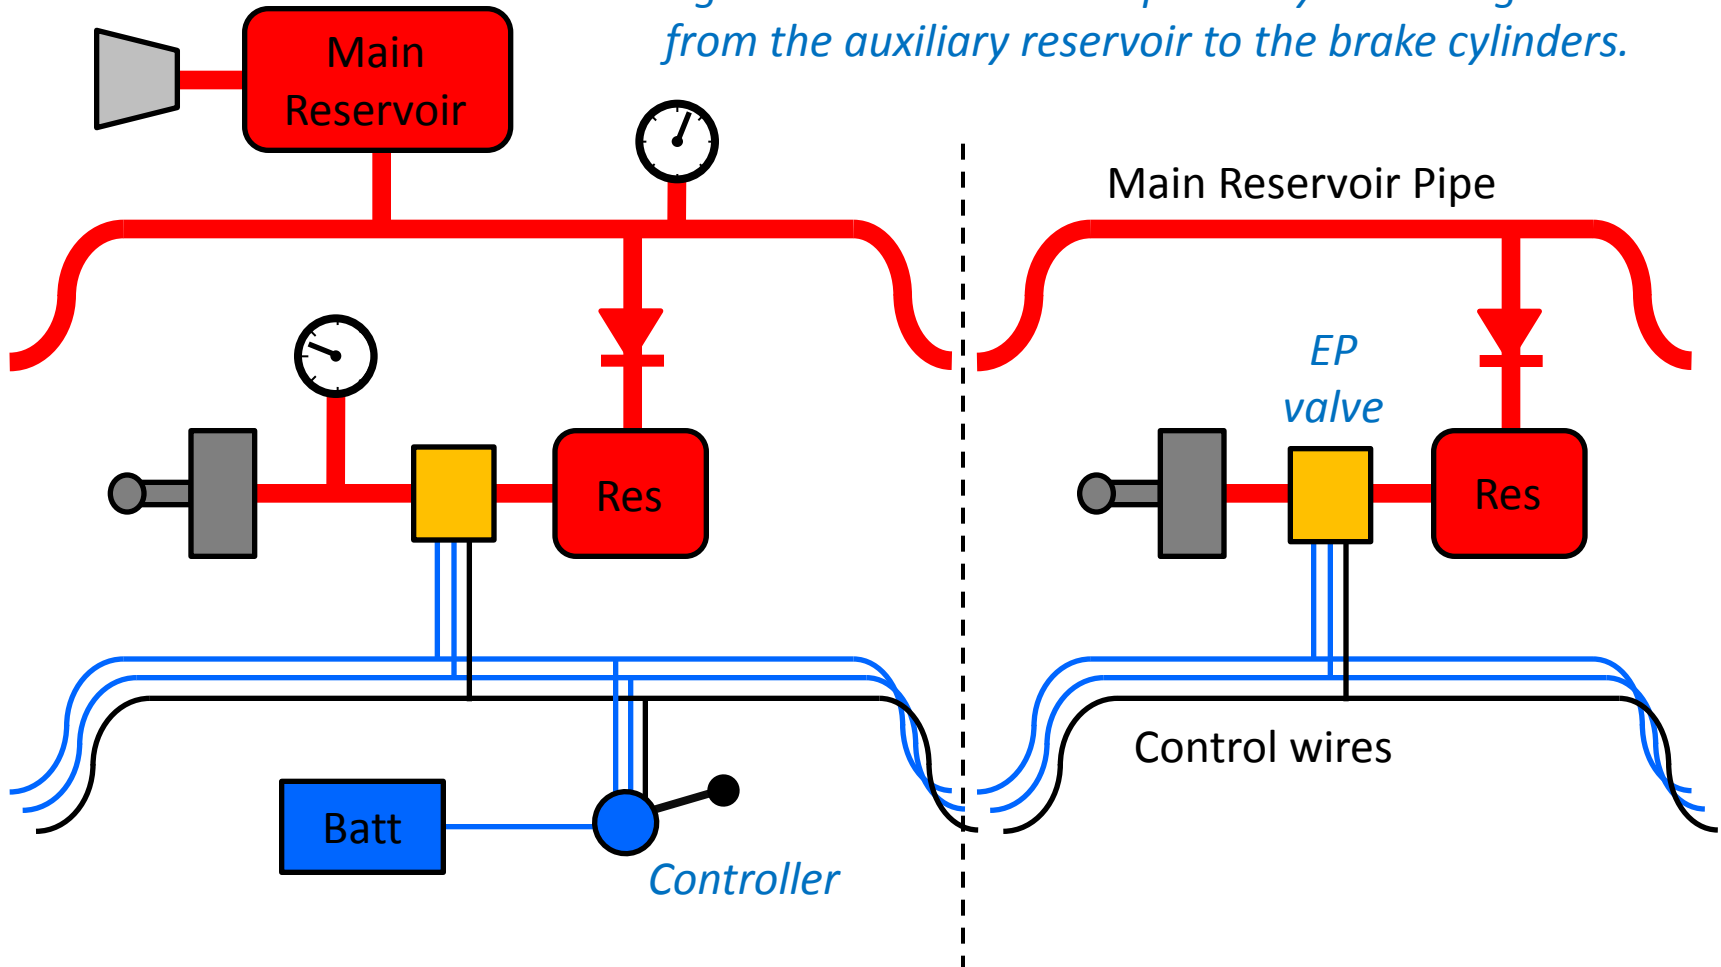 from the auxiliary reservoir to the brake cylinders.
Main
Reservoir
Main Reservoir Pipe
EP
valve
Res
Res
Control wires
Batt
Controller